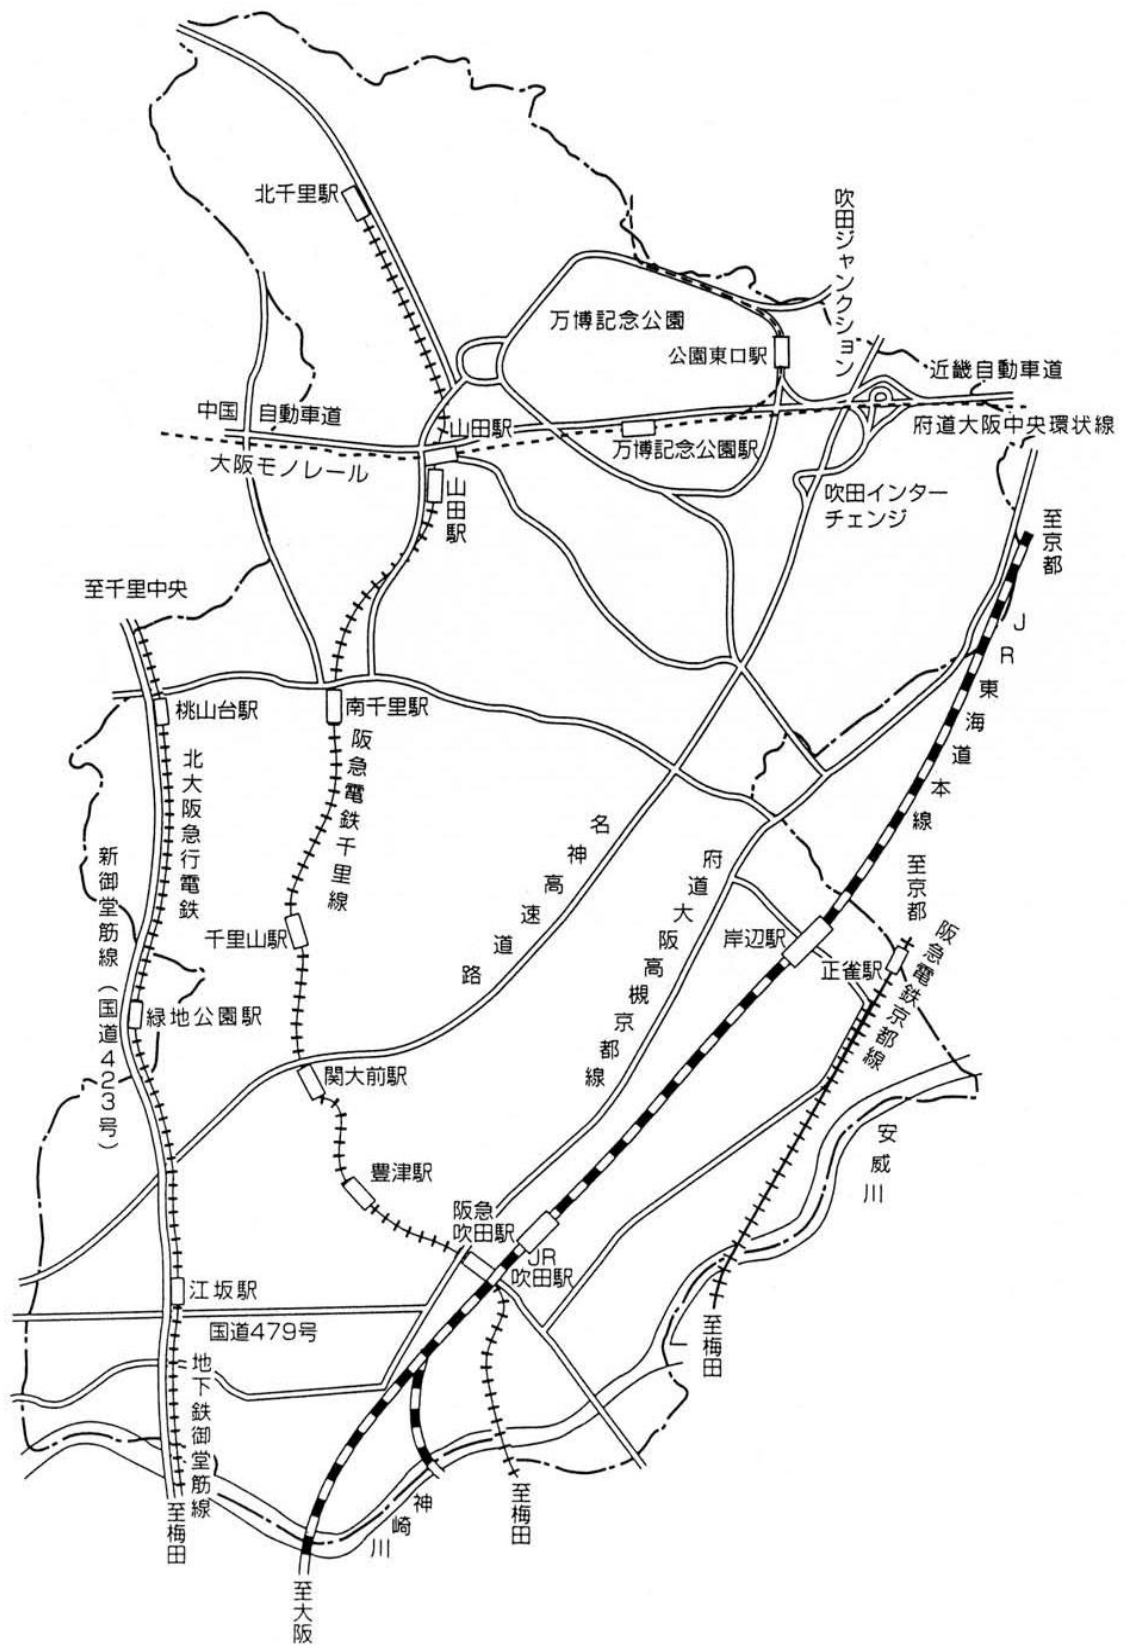 北千里駅
吹田ジャンクション
万博記念公園
公園東口駅
近畿自動車道
中国自動車道
山田駅
府道大阪中央環状線
万博記念公園駅
大阪モノレール
山田駅
吹田インター
チェンジ
至京都
至千里中央
JR東海道本線
桃山台駅
南千里駅
北大阪急行電鉄
阪急電鉄千里線
名神高速道路
新御堂筋線(国道423号)
府道大阪高槻京都線
至京都
千里山駅
岸辺駅
正雀駅
阪急電鉄京都線
緑地公園駅
関大前駅
安威川
豊津駅
阪急
吹田駅
JR
吹田駅
江坂駅
国道479号
至梅田
地下鉄御堂筋線
至梅田
神崎川
至梅田
至大阪